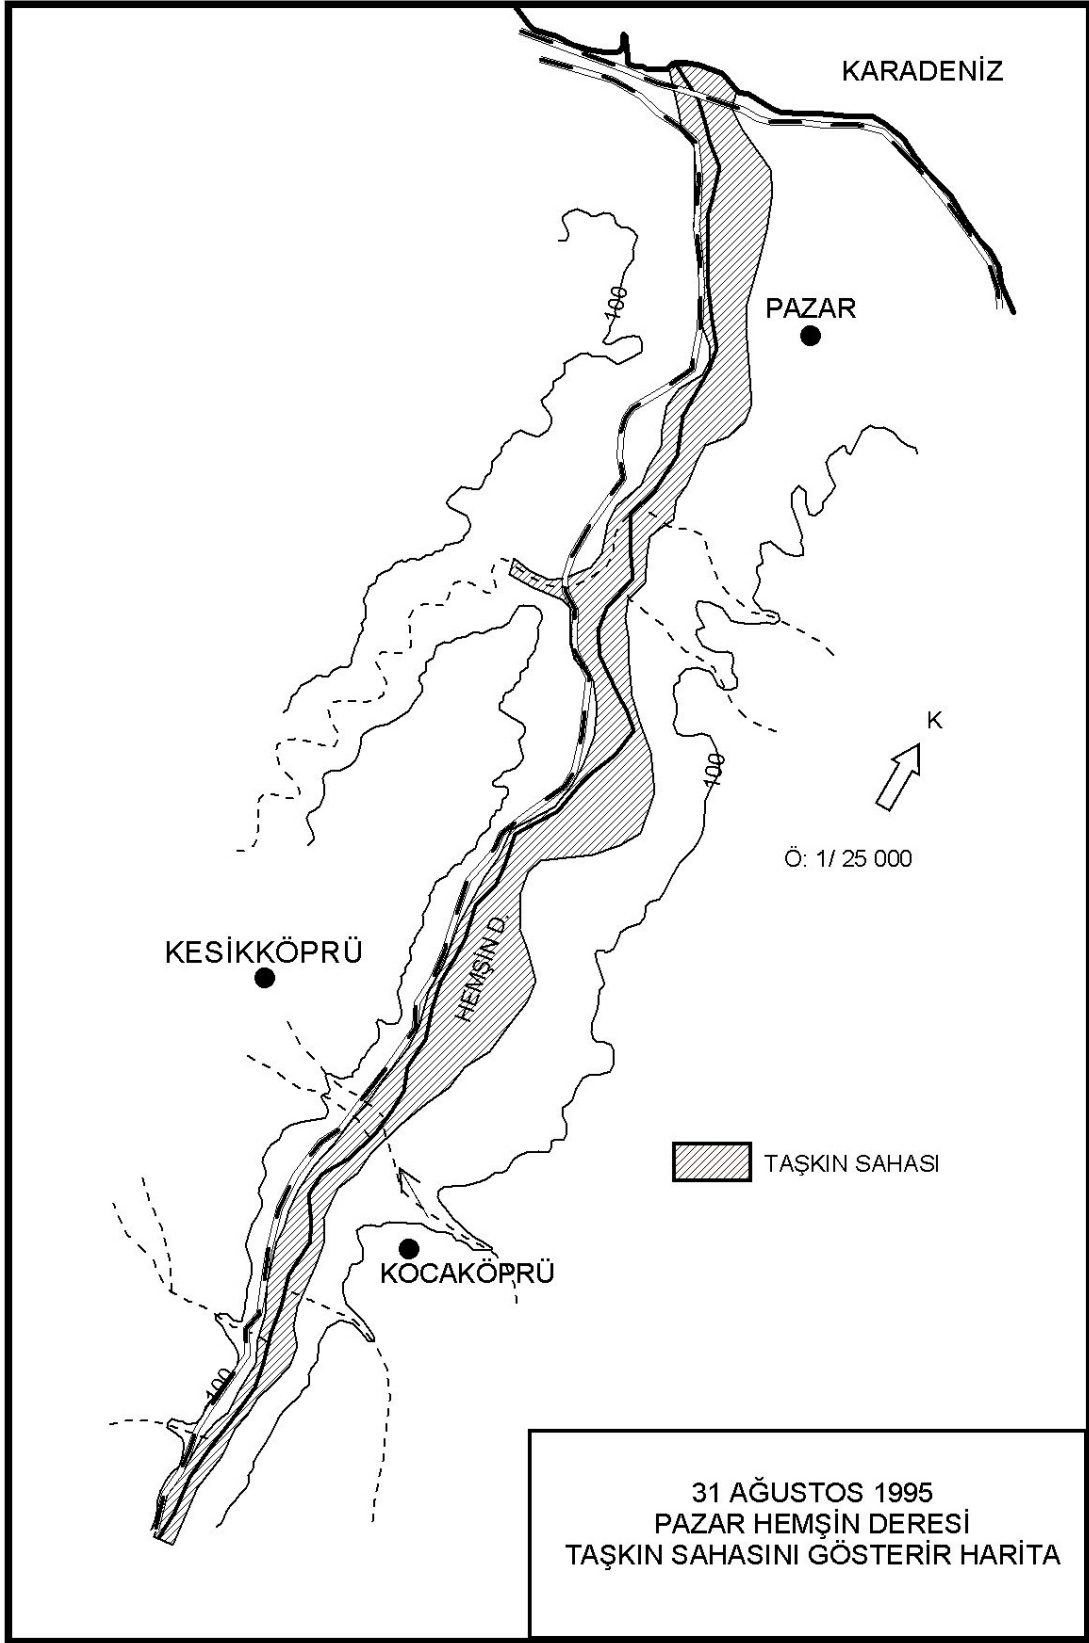 KARADENİZ
100
PAZAR
K
100
Ö: 1/ 25 000
HEMŞİN D.
KESİKKÖPRÜ
TAŞKIN SAHASI
KOCAKÖPRÜ
100
31 AĞUSTOS 1995
PAZAR HEMŞİN DERESİ
TAŞKIN SAHASINI GÖSTERİR HARİTA